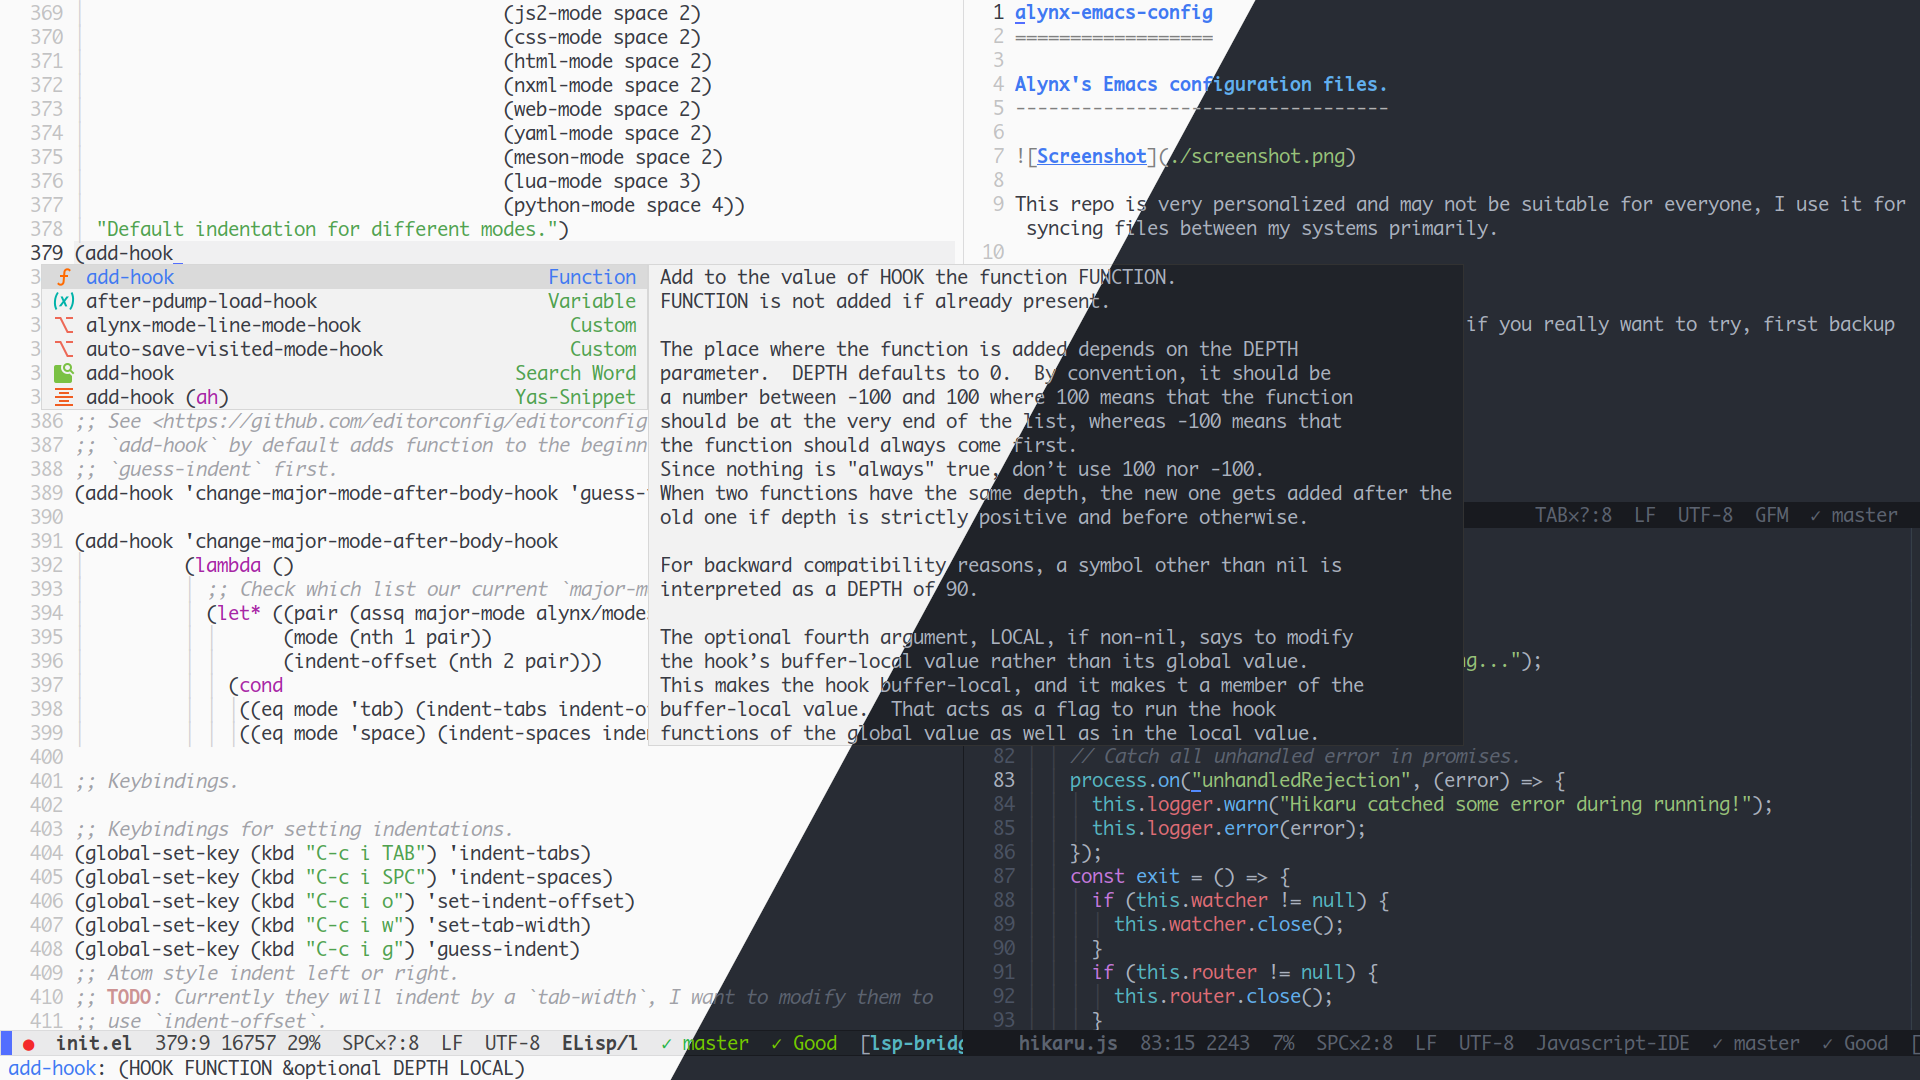 369 (js2-mode space 2)
370 (css-mode space 2)
371 (html-mode space 2)
372 (nxml-mode space 2)
373 (web-mode space 2)
374 (yaml-mode space 2)
375 (meson-mode space 2)
376 (lua-mode space 3)
377 (python-mode space 4))
378 "Default indentation for different modes.")
379 (add-hook_
3 add-hook Function
3 after-pdump-load-hook Variable
3 alynx-mode-line-mode-hook Custom
3 auto-save-visited-mode-hook Custom
3 add-hook Search Word
3 add-hook (ah) Yas-Snippet
386 ;; See <https://github.com/editorconfig/editorconfig
387 ;; `add-hook` by default adds function to the beginn
388 ;; `guess-indent` first.
389 (add-hook 'change-major-mode-after-body-hook 'guess-
390
391 (add-hook 'change-major-mode-after-body-hook
392 (lambda ()
393 ;; Check which list our current `major-m
394 (let* ((pair (assq major-mode alynx/mode
395 (mode (nth 1 pair))
396 (indent-offset (nth 2 pair)))
397 (cond
398 ((eq mode 'tab) (indent-tabs indent-o
399 ((eq mode 'space) (indent-spaces inde
400
401 ;; Keybindings.
402
403 ;; Keybindings for setting indentations.
404 (global-set-key (kbd "C-c i TAB") 'indent-tabs)
405 (global-set-key (kbd "C-c i SPC") 'indent-spaces)
406 (global-set-key (kbd "C-c i o") 'set-indent-offset)
407 (global-set-key (kbd "C-c i w") 'set-tab-width)
408 (global-set-key (kbd "C-c i g") 'guess-indent)
409 ;; Atom style indent left or right.
410 ;; TODO: Currently they will indent by a `tab-width`, I want to modify them to
411 ;; use `indent-offset`.
● init.el 379:9 16757 29% SPC×?:8 LF UTF-8 ELisp/l ✓ master ✓ Good [lsp-bridg
add-hook: (HOOK FUNCTION &optional DEPTH LOCAL)
Add to the value of HOOK the function FUNCTION.
FUNCTION is not added if already present.
The place where the function is added depends on the DEPTH
parameter.  DEPTH defaults to 0.  By convention, it should be
a number between -100 and 100 where 100 means that the function
should be at the very end of the list, whereas -100 means that
the function should always come first.
Since nothing is "always" true, don’t use 100 nor -100.
When two functions have the same depth, the new one gets added after the
old one if depth is strictly positive and before otherwise.
For backward compatibility reasons, a symbol other than nil is
interpreted as a DEPTH of 90.
The optional fourth argument, LOCAL, if non-nil, says to modify
the hook’s buffer-local value rather than its global value.
This makes the hook buffer-local, and it makes t a member of the
buffer-local value.  That acts as a flag to run the hook
functions of the global value as well as in the local value.
1 alynx-emacs-config
2 ==================
3
4 Alynx's Emacs configuration files.
5 ----------------------------------
6
7 ![Screenshot](./screenshot.png)
8
9 This repo is very personalized and may not be suitable for everyone, I use it for
syncing files between my systems primarily.
10
if you really want to try, first backup
TAB×?:8 LF UTF-8 GFM ✓ master
ng...");
82 // Catch all unhandled error in promises.
83 process.on("unhandledRejection", (error) => {
84 this.logger.warn("Hikaru catched some error during running!");
85 this.logger.error(error);
86 });
87 const exit = () => {
88 if (this.watcher != null) {
89 this.watcher.close();
90 }
91 if (this.router != null) {
92 this.router.close();
93 }
hikaru.js 83:15 2243 7% SPC×2:8 LF UTF-8 Javascript-IDE ✓ master ✓ Good [